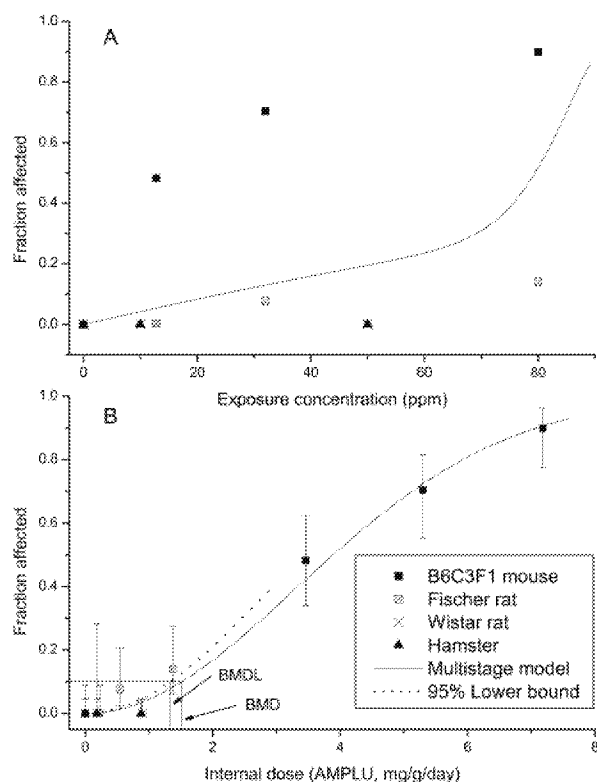 A
1.0
0.8
0.6
0.4
0.2
0.0
Fraction affected
0 20 40 60 80
Exposure concentration (ppm)
B
1.0
0.8
0.6
0.4
0.2
0.0
Fraction affected
BMDL
BMD
B6C3F1 mouse
Fischer rat
Wistar rat
Hamster
Multistage model
95% Lower bound
0 2 4 6 8
Internal dose (AMPLU, mg/g/day)